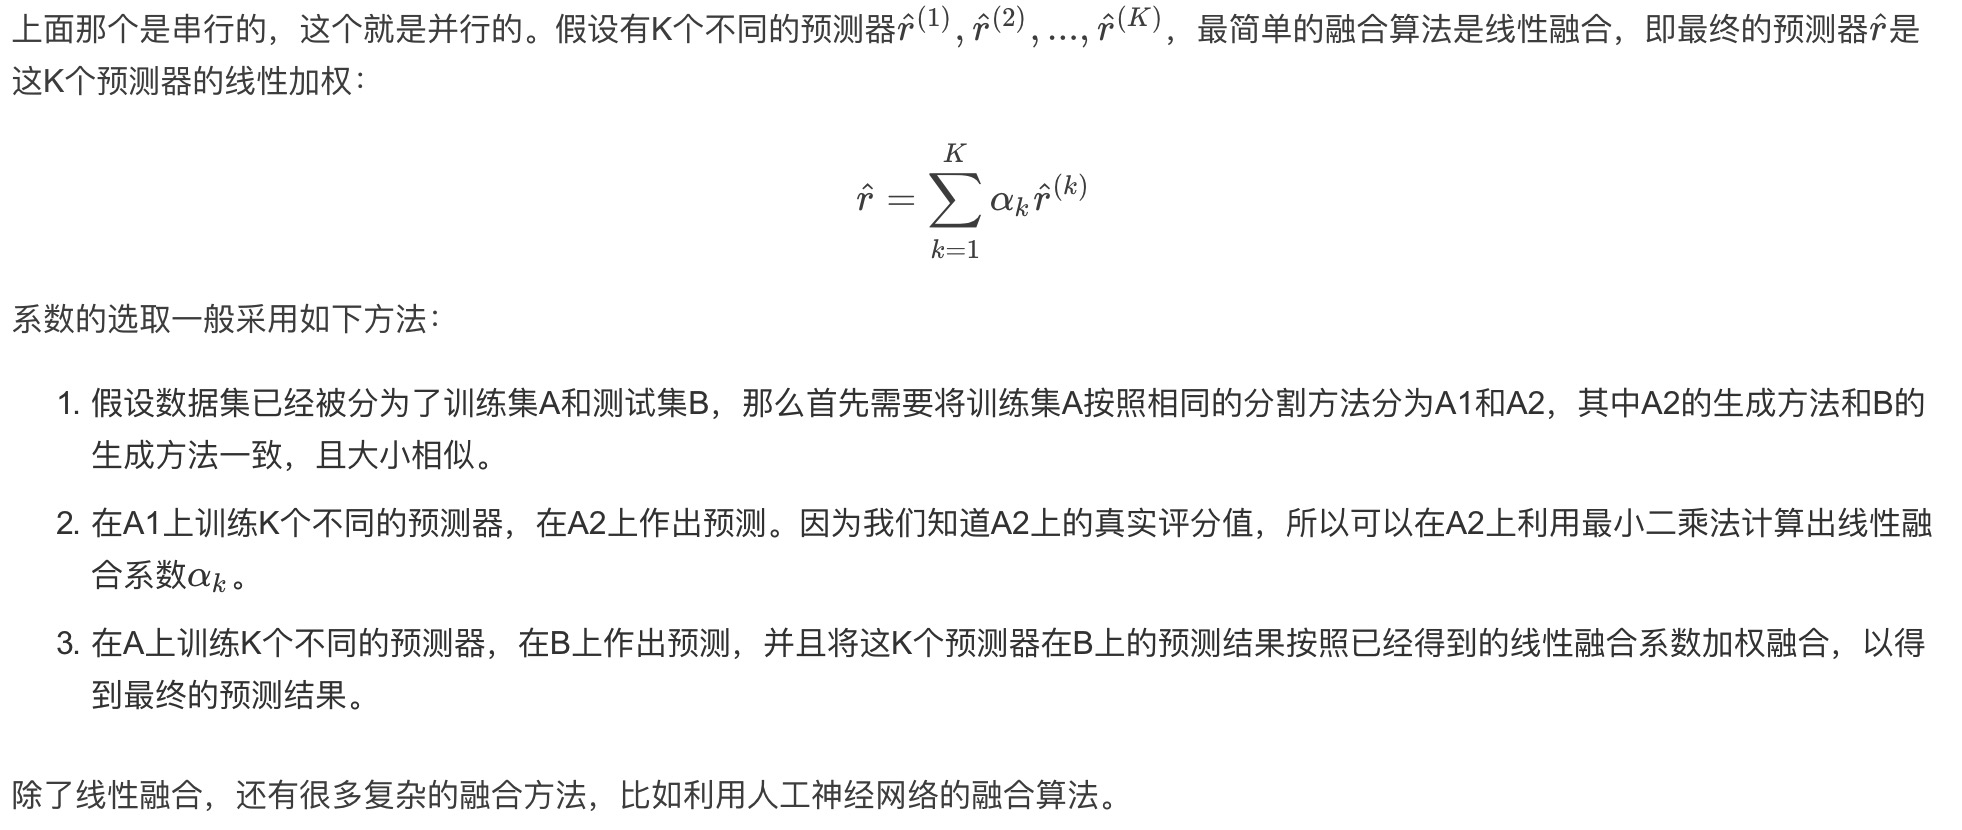 上面那个是串行的，这个就是并行的。假设有K个不同的预测器$\hat{r}^{(1)}, \hat{r}^{(2)}, ..., \hat{r}^{(K)}$，最简单的融合算法是线性融合，即最终的预测器$\hat{r}$是
这K个预测器的线性加权：
$\hat{r} = \sum_{k=1}^{K} \alpha_k \hat{r}^{(k)}$
系数的选取一般采用如下方法：
1. 假设数据集已经被分为了训练集A和测试集B，那么首先需要将训练集A按照相同的分割方法分为A1和A2，其中A2的生成方法和B的
生成方法一致，且大小相似。
2. 在A1上训练K个不同的预测器，在A2上作出预测。因为我们知道A2上的真实评分值，所以可以在A2上利用最小二乘法计算出线性融
合系数$\alpha_k$。
3. 在A上训练K个不同的预测器，在B上作出预测，并且将这K个预测器在B上的预测结果按照已经得到的线性融合系数加权融合，以得
到最终的预测结果。
除了线性融合，还有很多复杂的融合方法，比如利用人工神经网络的融合算法。